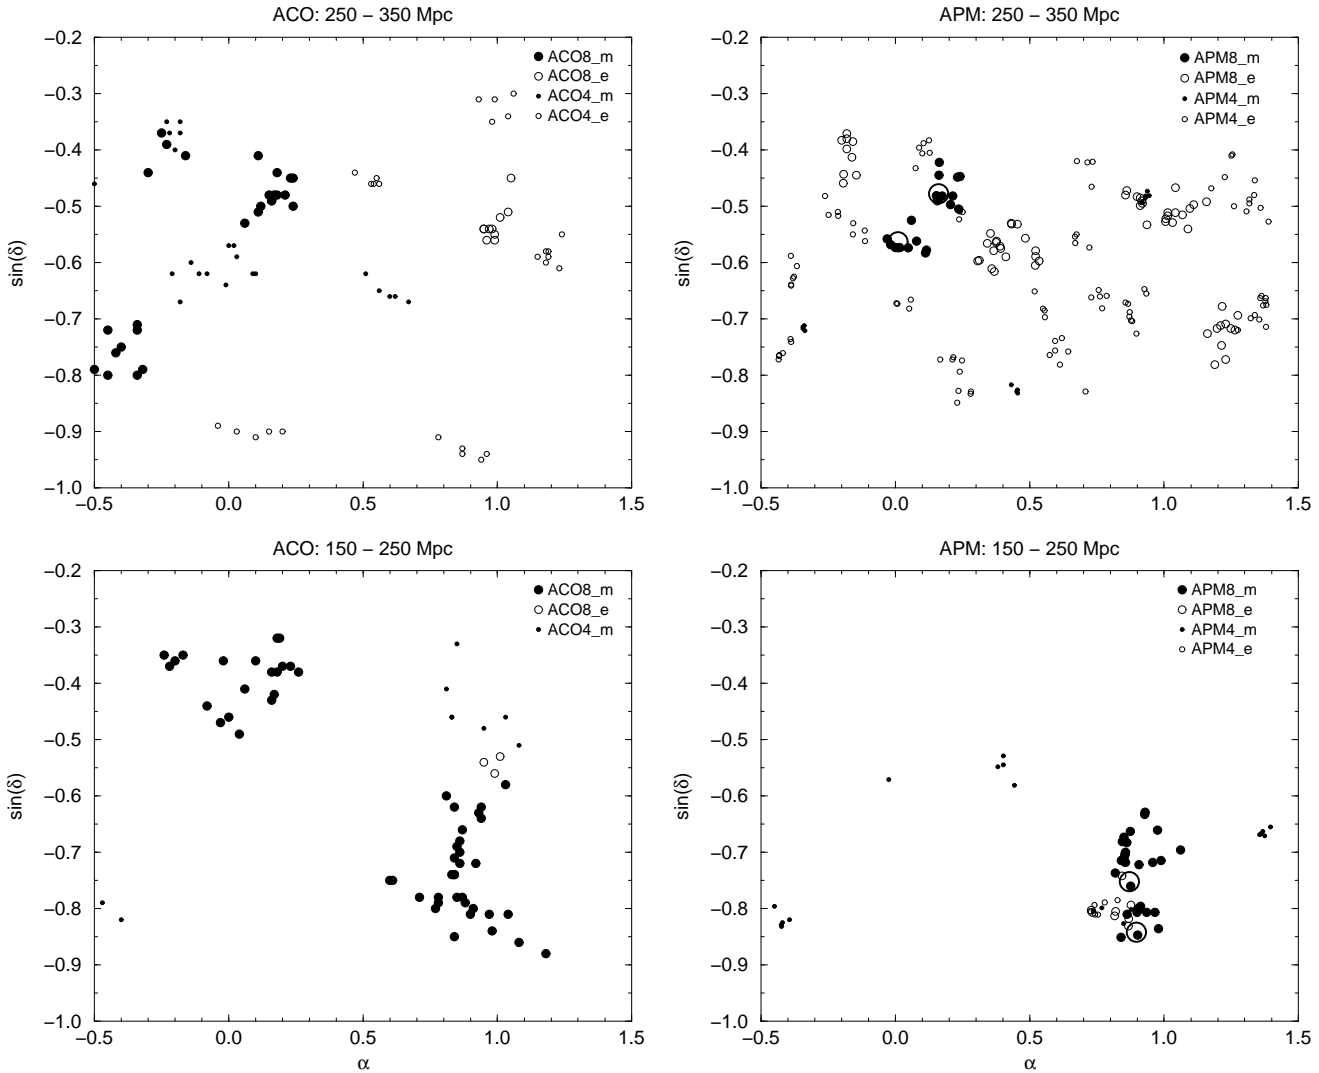 ACO: 250 – 350 Mpc
APM: 250 – 350 Mpc
−0.2
−0.3
−0.4
−0.5
−0.6
−0.7
−0.8
−0.9
−1.0
sin(δ)
ACO8_m
ACO8_e
ACO4_m
ACO4_e
−0.5
0.0
0.5
1.0
1.5
−0.2
−0.3
−0.4
−0.5
−0.6
−0.7
−0.8
−0.9
−1.0
sin(δ)
APM8_m
APM8_e
APM4_m
APM4_e
−0.5
0.0
0.5
1.0
1.5
ACO: 150 – 250 Mpc
APM: 150 – 250 Mpc
−0.2
−0.3
−0.4
−0.5
−0.6
−0.7
−0.8
−0.9
−1.0
sin(δ)
ACO8_m
ACO8_e
ACO4_m
−0.5
0.0
0.5
1.0
1.5
α
−0.2
−0.3
−0.4
−0.5
−0.6
−0.7
−0.8
−0.9
−1.0
sin(δ)
APM8_m
APM8_e
APM4_m
APM4_e
−0.5
0.0
0.5
1.0
1.5
α